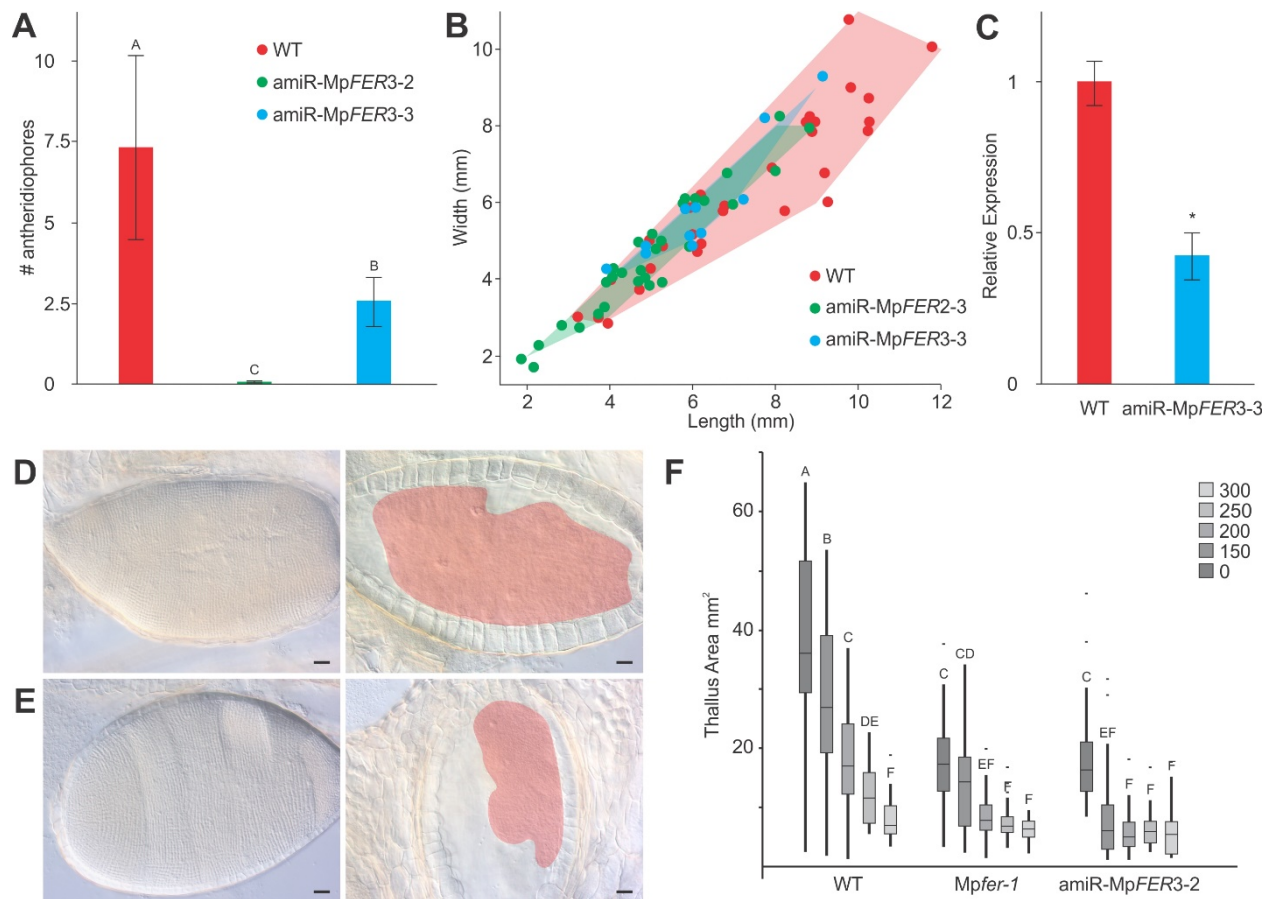 A
# antheridiophores
10
7.5
5
2.5
0
A
C
B
WT
amiR-MpFER3-2
amiR-MpFER3-3
B
Width (mm)
10
8
6
4
2
2 4 6 8 10 12
Length (mm)
WT
amiR-MpFER2-3
amiR-MpFER3-3
C
Relative Expression
1
0.5
0
*
WT amiR-MpFER3-3
D
E
F
Thallus Area mm²
60
40
20
A
B
C
DE
F
C
CD
EF
F
F
C
EF
F
F
F
300
250
200
150
0
WT Mpfer-1 amiR-MpFER3-2